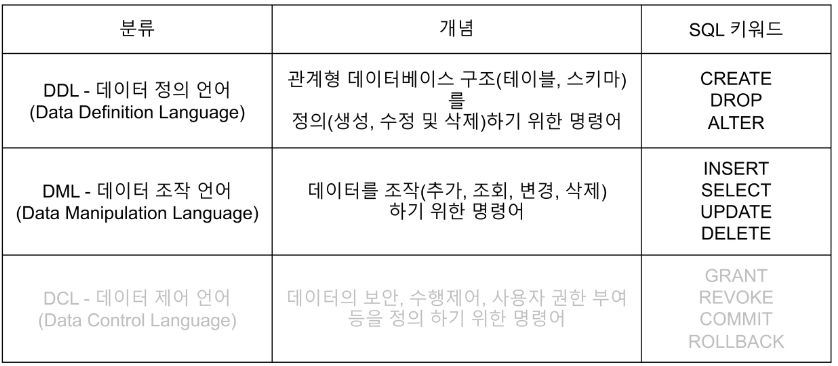 분류
개념
SQL 키워드
DDL - 데이터 정의 언어
(Data Definition Language)
관계형 데이터베이스 구조(테이블, 스키마)
를
정의(생성, 수정 및 삭제)하기 위한 명령어
CREATE
DROP
ALTER
DML - 데이터 조작 언어
(Data Manipulation Language)
데이터를 조작(추가, 조회, 변경, 삭제)
하기 위한 명령어
INSERT
SELECT
UPDATE
DELETE
DCL - 데이터 제어 언어
(Data Control Language)
데이터의 보안, 수행제어, 사용자 권한 부여
등을 정의 하기 위한 명령어
GRANT
REVOKE
COMMIT
ROLLBACK